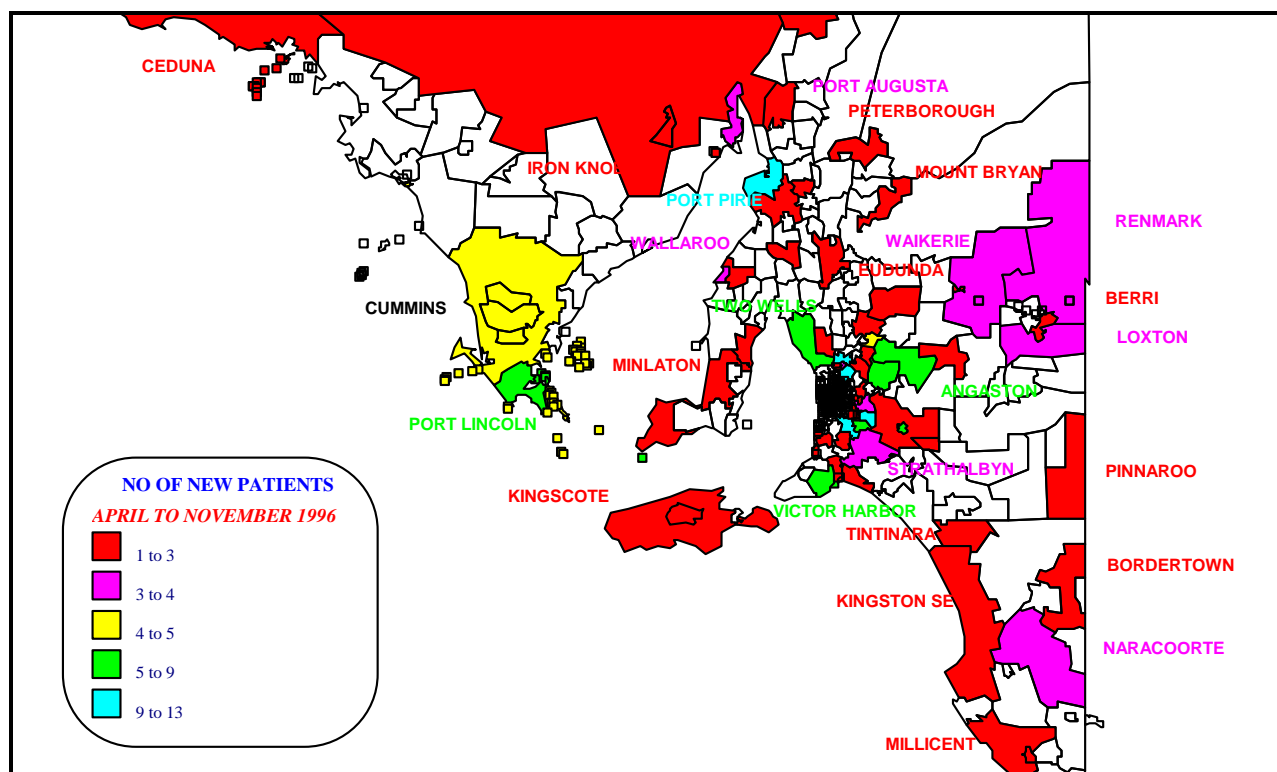 CEDUNA
PORT AUGUSTA
PETERBOROUGH
IRON KNOB
MOUNT BRYAN
PORT PIRIE
RENMARK
WALLAROO
WAIKERIE
EUDUNDA
BERRI
CUMMINS
TWO WELLS
LOXTON
MINLATON
ANGASTON
PORT LINCOLN
STRATHALBYN
PINNAROO
KINGSCOTE
VICTOR HARBOR
TINTINARA
BORDERTOWN
KINGSTON SE
NARACOORTE
MILLICENT
NO OF NEW PATIENTS
APRIL TO NOVEMBER 1996
1 to 3
3 to 4
4 to 5
5 to 9
9 to 13